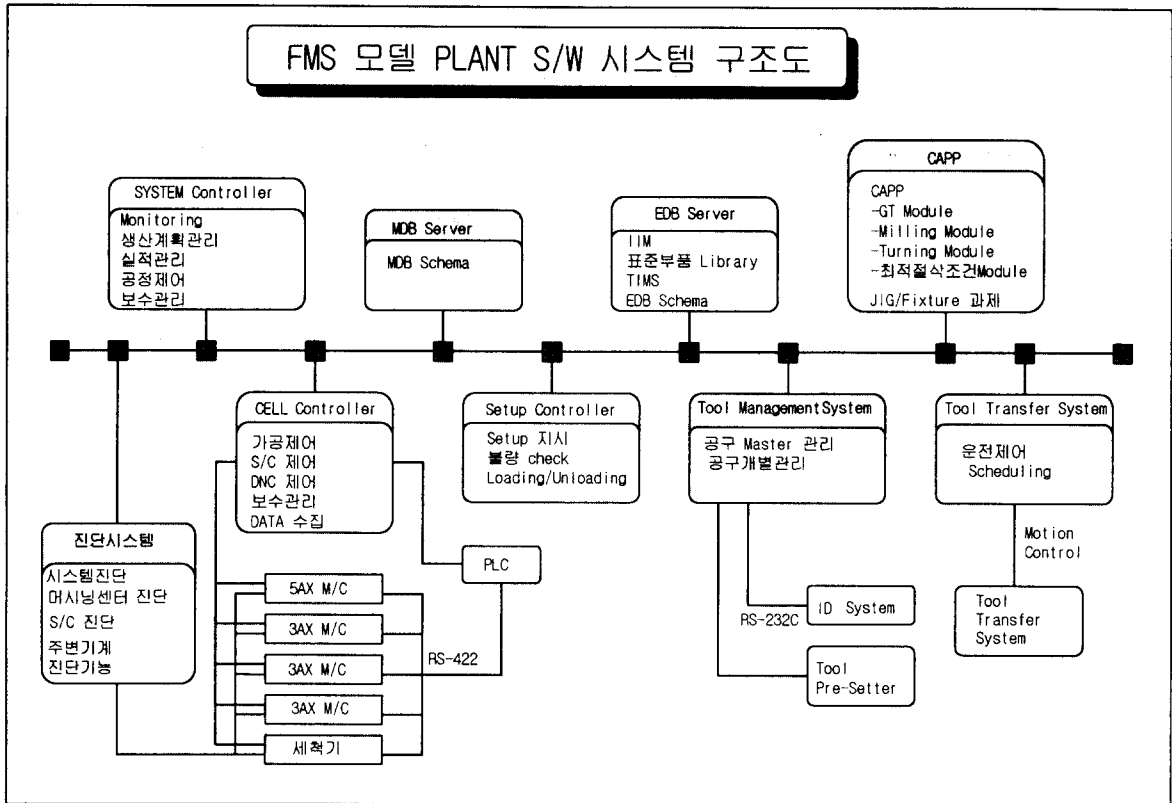 FMS 모델 PLANT S/W 시스템 구조도
SYSTEM Controller
Monitoring
생산계획관리
실적관리
공정제어
보수관리
MDB Server
MDB Schema
EDB Server
IIM
표준부품 Library
TIMS
EDB Schema
CAPP
CAPP
-GT Module
-Milling Module
-Turning Module
-최적절삭조건Module
JIG/Fixture 과제
CELL Controller
가공제어
S/C 제어
DNC 제어
보수관리
DATA 수집
Setup Controller
Setup 지시
불량 check
Loading/Unloading
Tool Management System
공구 Master 관리
공구개별관리
Tool Transfer System
운전제어
Scheduling
진단시스템
시스템진단
머시닝센터 진단
S/C 진단
주변기계
진단기능
PLC
5AX M/C
3AX M/C
3AX M/C
3AX M/C
세척기
RS-422
RS-232C
ID System
Tool
Pre-Setter
Motion
Control
Tool
Transfer
System